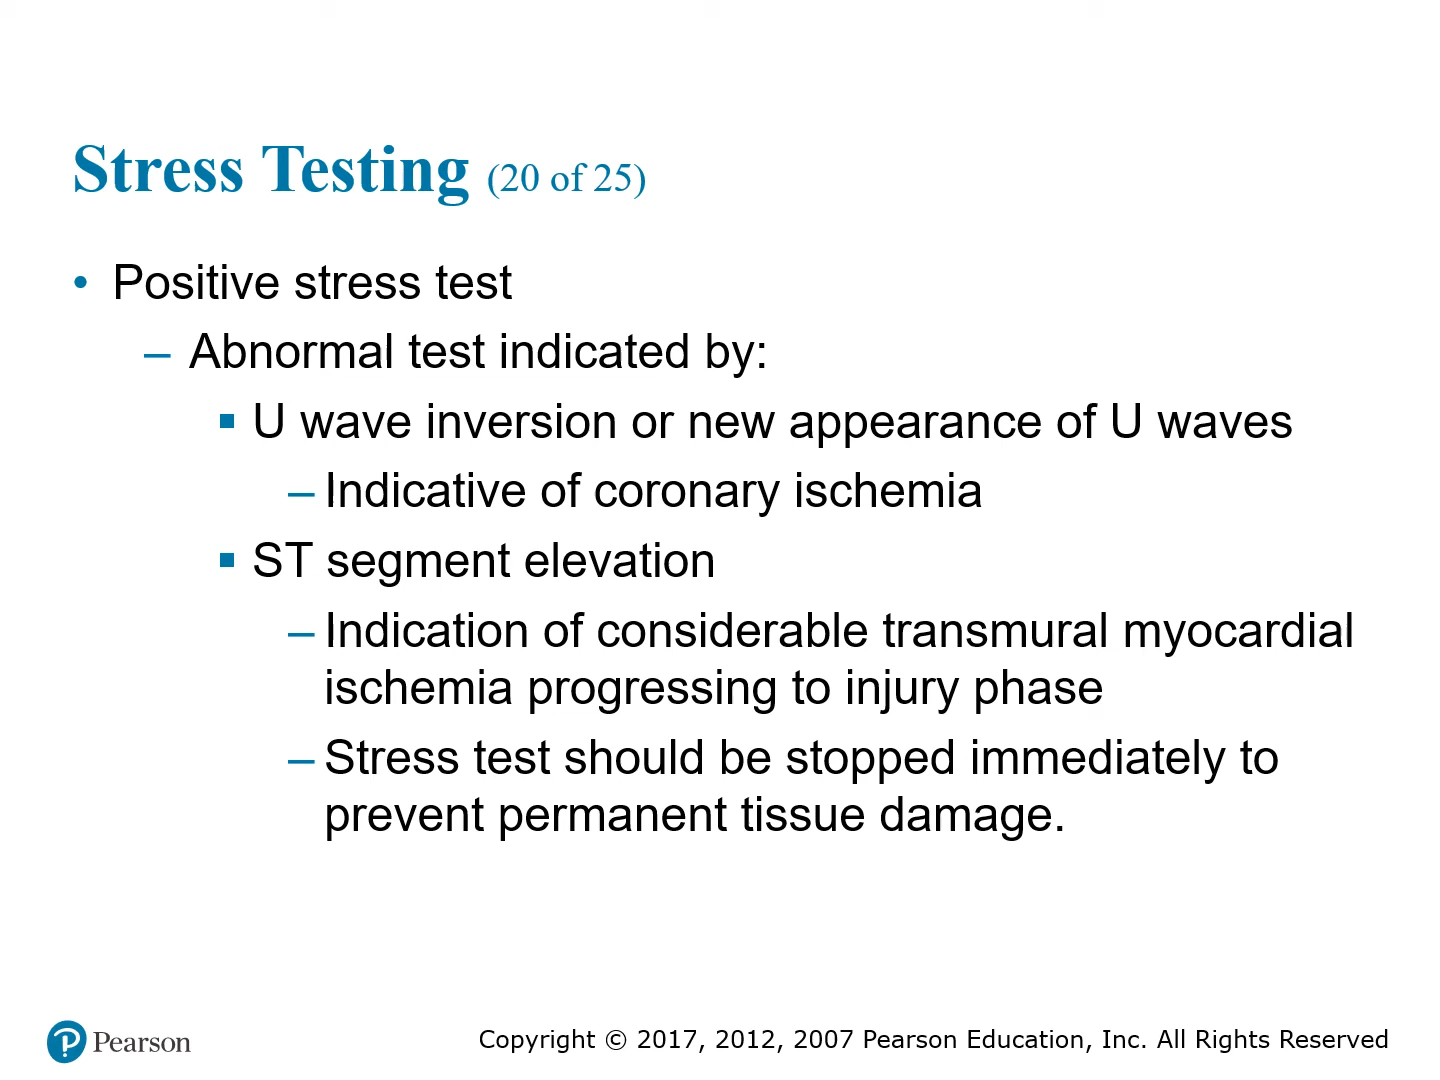 Stress Testing (20 of 25)
• Positive stress test
– Abnormal test indicated by:
▪ U wave inversion or new appearance of U waves
– Indicative of coronary ischemia
▪ ST segment elevation
– Indication of considerable transmural myocardial
ischemia progressing to injury phase
– Stress test should be stopped immediately to
prevent permanent tissue damage.
Pearson
Copyright © 2017, 2012, 2007 Pearson Education, Inc. All Rights Reserved